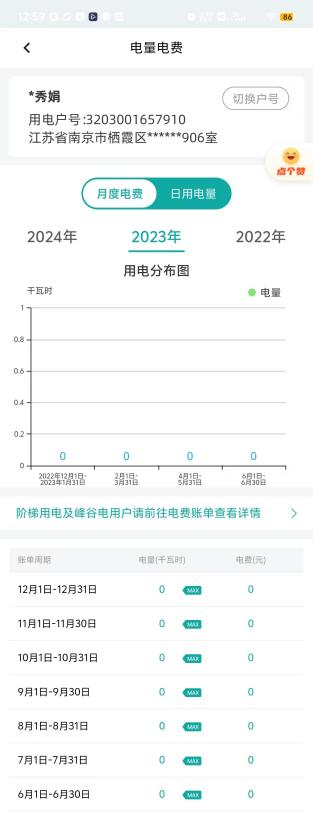 12:59
86
电量电费
*秀娟
切换户号
用电户号:3203001657910
江苏省南京市栖霞区******906室
点个赞
月度电费 日用电量
2024年 2023年 2022年
用电分布图
千瓦时
电量
1
0.8
0.6
0.4
0.2
0
0 0 0 0
2022年12月1日-
2023年1月31日
2月1日-
3月31日
4月1日-
5月31日
6月1日-
6月30日
阶梯用电及峰谷电用户请前往电费账单查看详情
账单周期 电量(千瓦时) 电费(元)
12月1日-12月31日 0 MAX 0
11月1日-11月30日 0 MAX 0
10月1日-10月31日 0 MAX 0
9月1日-9月30日 0 MAX 0
8月1日-8月31日 0 MAX 0
7月1日-7月31日 0 MAX 0
6月1日-6月30日 0 MAX 0